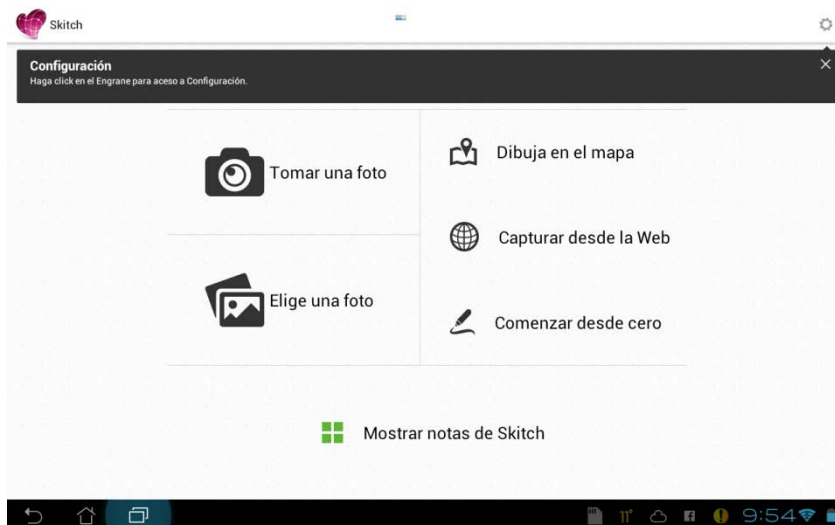 Skitch
Configuración
Haga click en el Engrane para aceso a Configuración.
Tomar una foto
Dibuja en el mapa
Capturar desde la Web
Elige una foto
Comenzar desde cero
Mostrar notas de Skitch
11°
9:54